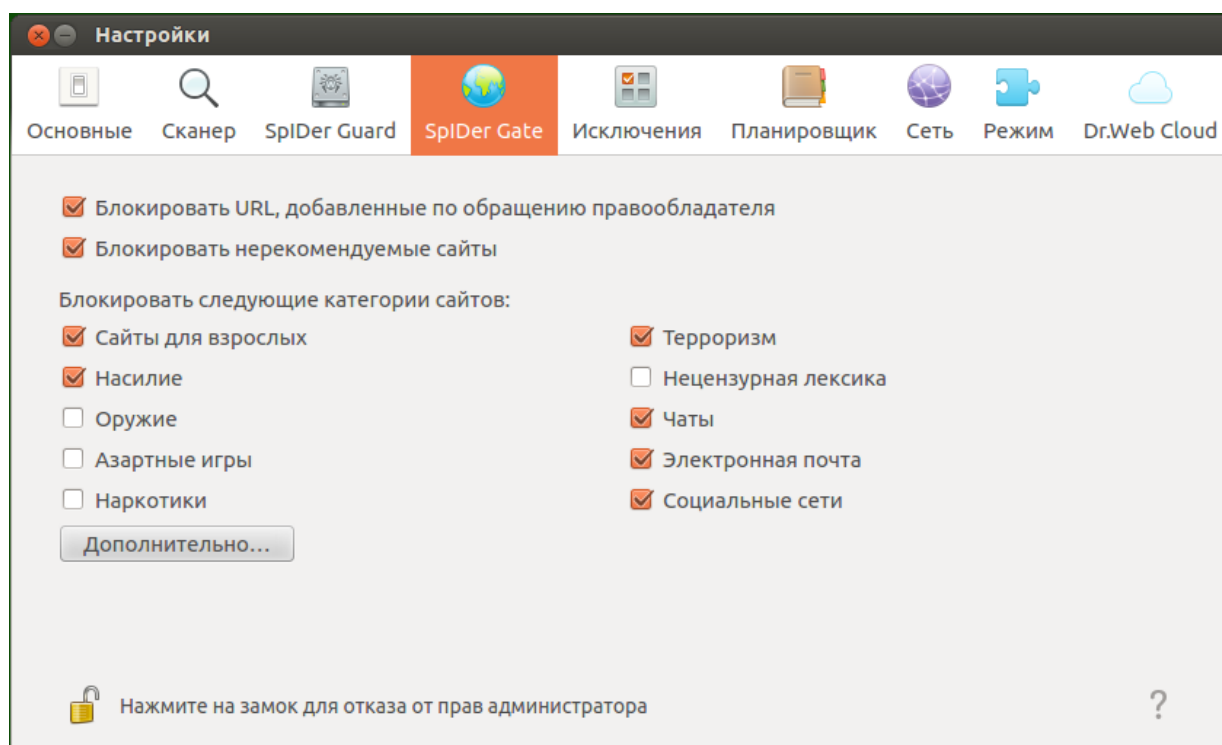 Настройки
Основные Сканер SpIDer Guard SpIDer Gate Исключения Планировщик Сеть Режим Dr.Web Cloud
Блокировать URL, добавленные по обращению правообладателя
Блокировать нерекомендуемые сайты
Блокировать следующие категории сайтов:
Сайты для взрослых Терроризм
Насилие Нецензурная лексика
Оружие Чаты
Азартные игры Электронная почта
Наркотики Социальные сети
Дополнительно...
Нажмите на замок для отказа от прав администратора ?